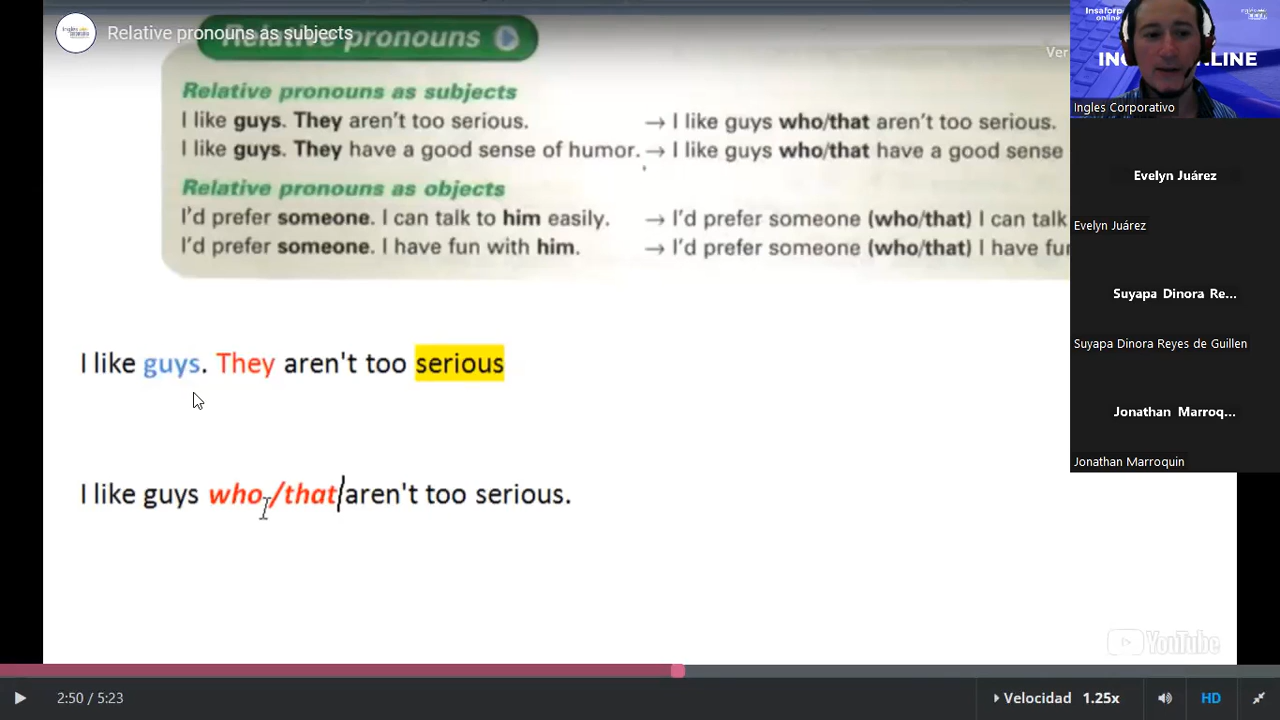 Relative pronouns as subjects
Relative pronouns
Ver
Relative pronouns as subjects
I like guys. They aren't too serious. → I like guys who/that aren't too serious.
I like guys. They have a good sense of humor. → I like guys who/that have a good sense
Relative pronouns as objects
I'd prefer someone. I can talk to him easily. → I'd prefer someone (who/that) I can talk
I'd prefer someone. I have fun with him. → I'd prefer someone (who/that) I have fu
I like guys. They aren't too serious
I like guys who/that aren't too serious.
YouTube
2:50 / 5:23
Velocidad 1.25x
HD
Insaforp
online
ONLINE
Ingles Corporativo
Evelyn Juárez
Evelyn Juárez
Suyapa Dinora Re...
Suyapa Dinora Reyes de Guillen
Jonathan Marroq...
Jonathan Marroquin